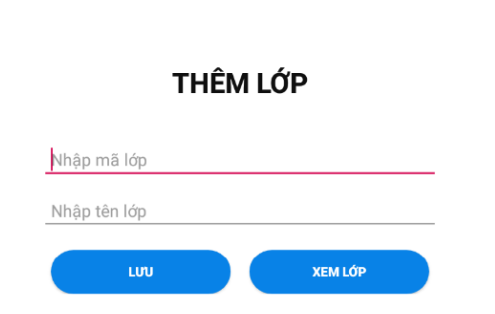 THÊM LỚP
Nhập mã lớp
Nhập tên lớp
LƯU
XEM LỚP